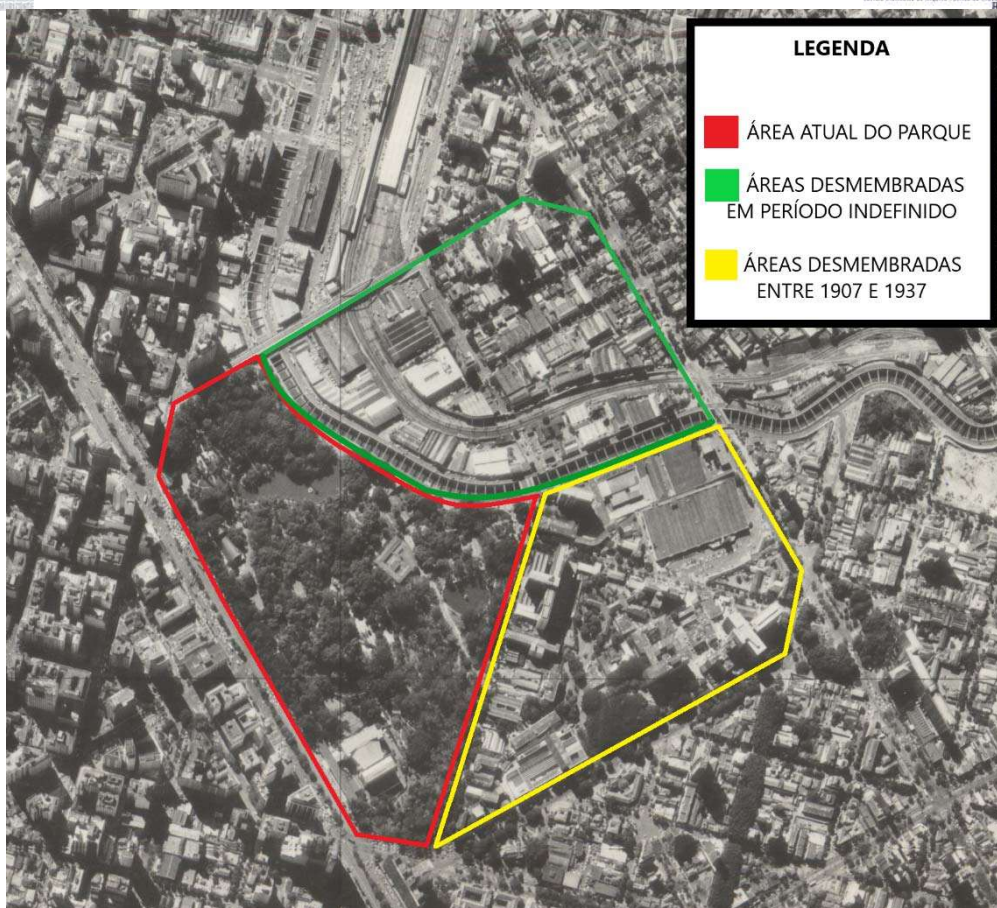 LEGENDA
ÁREA ATUAL DO PARQUE
ÁREAS DESMEMBRADAS
EM PERÍODO INDEFINIDO
ÁREAS DESMEMBRADAS
ENTRE 1907 E 1937